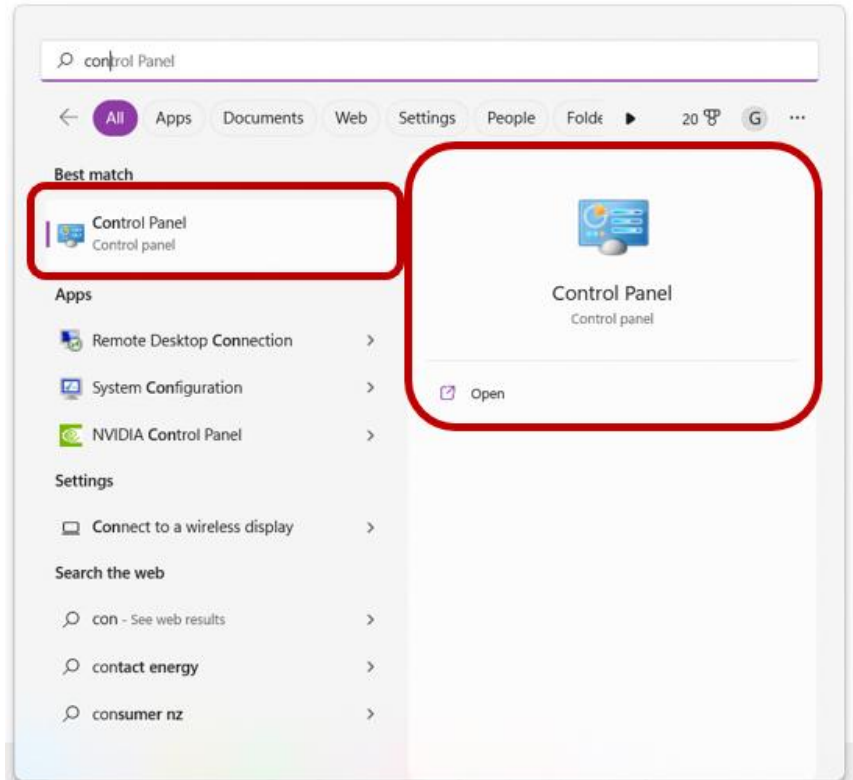 control Panel
All Apps Documents Web Settings People Folde 20 G ...
Best match
Control Panel
Control panel
Apps
Remote Desktop Connection
System Configuration
NVIDIA Control Panel
Settings
Connect to a wireless display
Search the web
con - See web results
contact energy
consumer nz
Control Panel
Control panel
Open